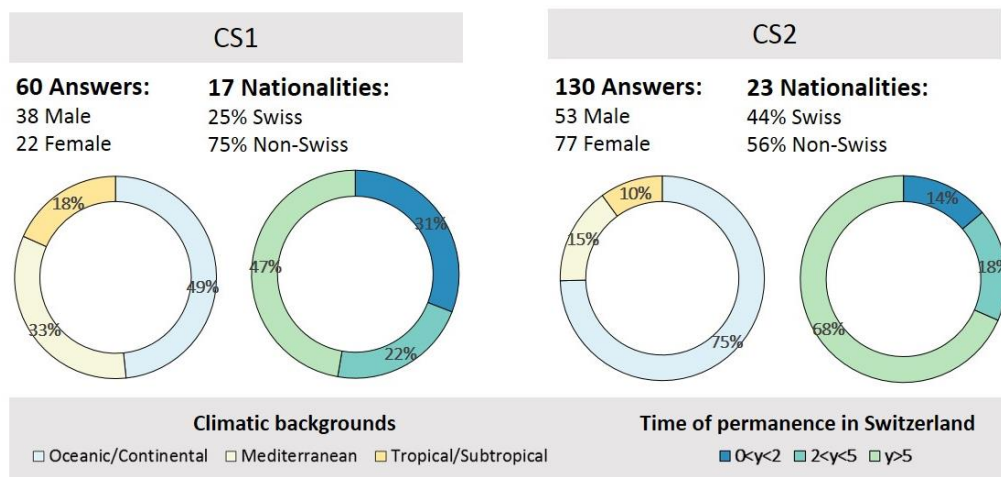 CS1
60 Answers:
38 Male
22 Female
17 Nationalities:
25% Swiss
75% Non-Swiss
18%
49%
33%
31%
47%
22%
CS2
130 Answers:
53 Male
77 Female
23 Nationalities:
44% Swiss
56% Non-Swiss
10%
15%
75%
14%
18%
68%
Climatic backgrounds
Oceanic/Continental Mediterranean Tropical/Subtropical
Time of permanence in Switzerland
0<y<2 2<y<5 y>5